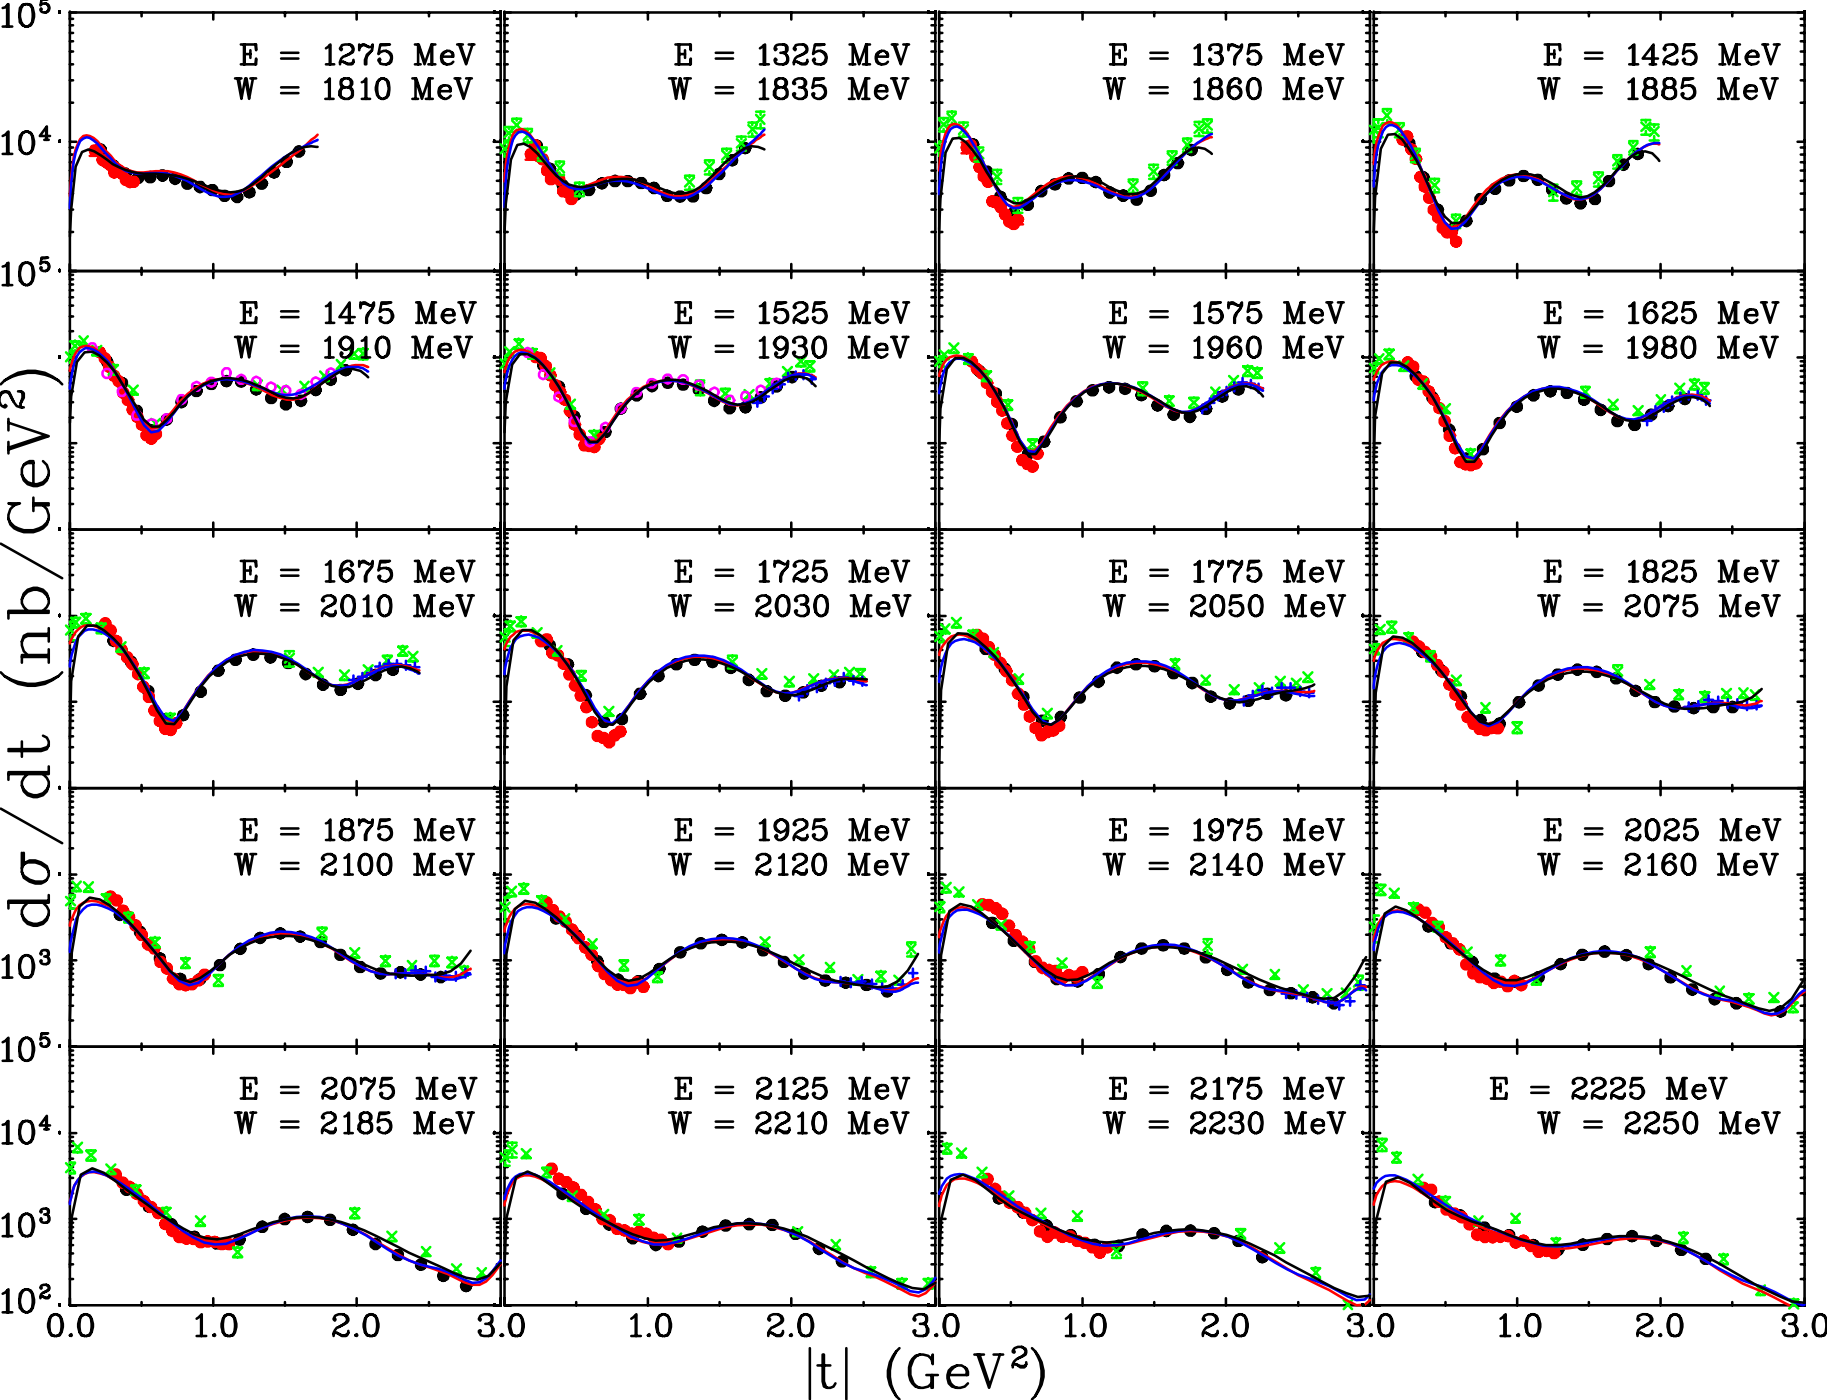 10⁵
E = 1275 MeV
W = 1810 MeV
E = 1325 MeV
W = 1835 MeV
E = 1375 MeV
W = 1860 MeV
E = 1425 MeV
W = 1885 MeV
10⁴
10⁵
E = 1475 MeV
W = 1910 MeV
E = 1525 MeV
W = 1930 MeV
E = 1575 MeV
W = 1960 MeV
E = 1625 MeV
W = 1980 MeV
E = 1675 MeV
W = 2010 MeV
E = 1725 MeV
W = 2030 MeV
E = 1775 MeV
W = 2050 MeV
E = 1825 MeV
W = 2075 MeV
dσ/dt (nb/GeV²)
E = 1875 MeV
W = 2100 MeV
E = 1925 MeV
W = 2120 MeV
E = 1975 MeV
W = 2140 MeV
E = 2025 MeV
W = 2160 MeV
10³
10⁵
E = 2075 MeV
W = 2185 MeV
E = 2125 MeV
W = 2210 MeV
E = 2175 MeV
W = 2230 MeV
E = 2225 MeV
W = 2250 MeV
10⁴
10³
10²
0.0 1.0 2.0 3.0 1.0 2.0 3.0 1.0 2.0 3.0 1.0 2.0 3.0
|t| (GeV²)